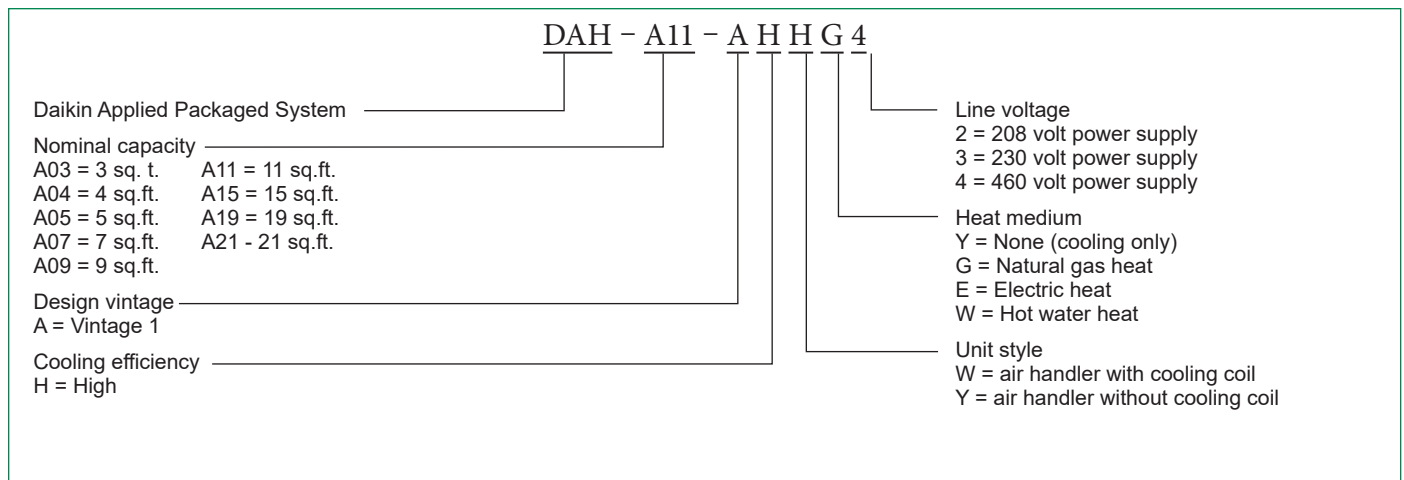 DAH – A11 – A H H G 4
Daikin Applied Packaged System
Nominal capacity
A03 = 3 sq. t. A11 = 11 sq.ft.
A04 = 4 sq.ft. A15 = 15 sq.ft.
A05 = 5 sq.ft. A19 = 19 sq.ft.
A07 = 7 sq.ft. A21 - 21 sq.ft.
A09 = 9 sq.ft.
Design vintage
A = Vintage 1
Cooling efficiency
H = High
Line voltage
2 = 208 volt power supply
3 = 230 volt power supply
4 = 460 volt power supply
Heat medium
Y = None (cooling only)
G = Natural gas heat
E = Electric heat
W = Hot water heat
Unit style
W = air handler with cooling coil
Y = air handler without cooling coil